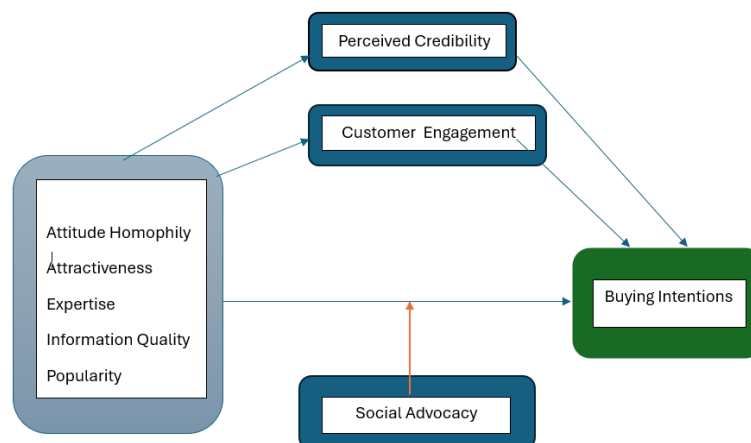 Perceived Credibility
Customer Engagement
Attitude Homophily
Attractiveness
Expertise
Information Quality
Popularity
Buying Intentions
Social Advocacy